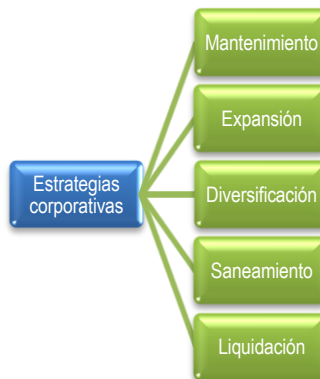 Mantenimiento
Expansión
Estrategias
corporativas
Diversificación
Saneamiento
Liquidación